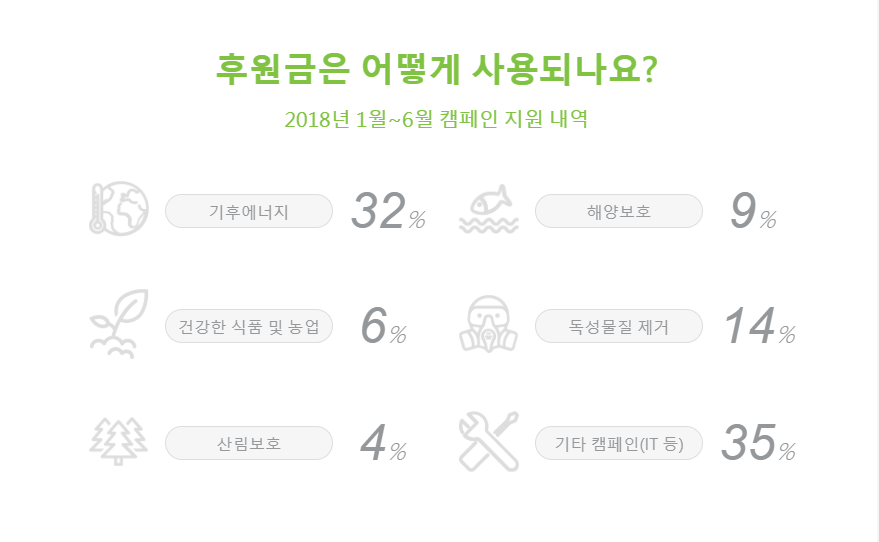 후원금은 어떻게 사용되나요?
2018년 1월~6월 캠페인 지원 내역
기후에너지 32%
해양보호 9%
건강한 식품 및 농업 6%
독성물질 제거 14%
산림보호 4%
기타 캠페인(IT 등) 35%